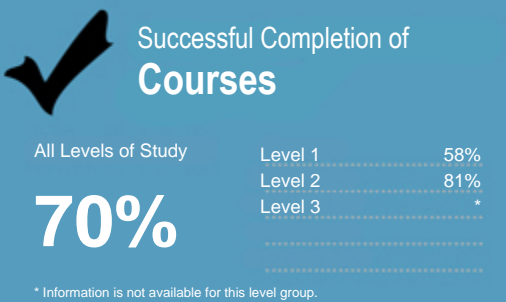 Successful Completion of
Courses
All Levels of Study
70%
Level 1 58%
Level 2 81%
Level 3 *
* Information is not available for this level group.